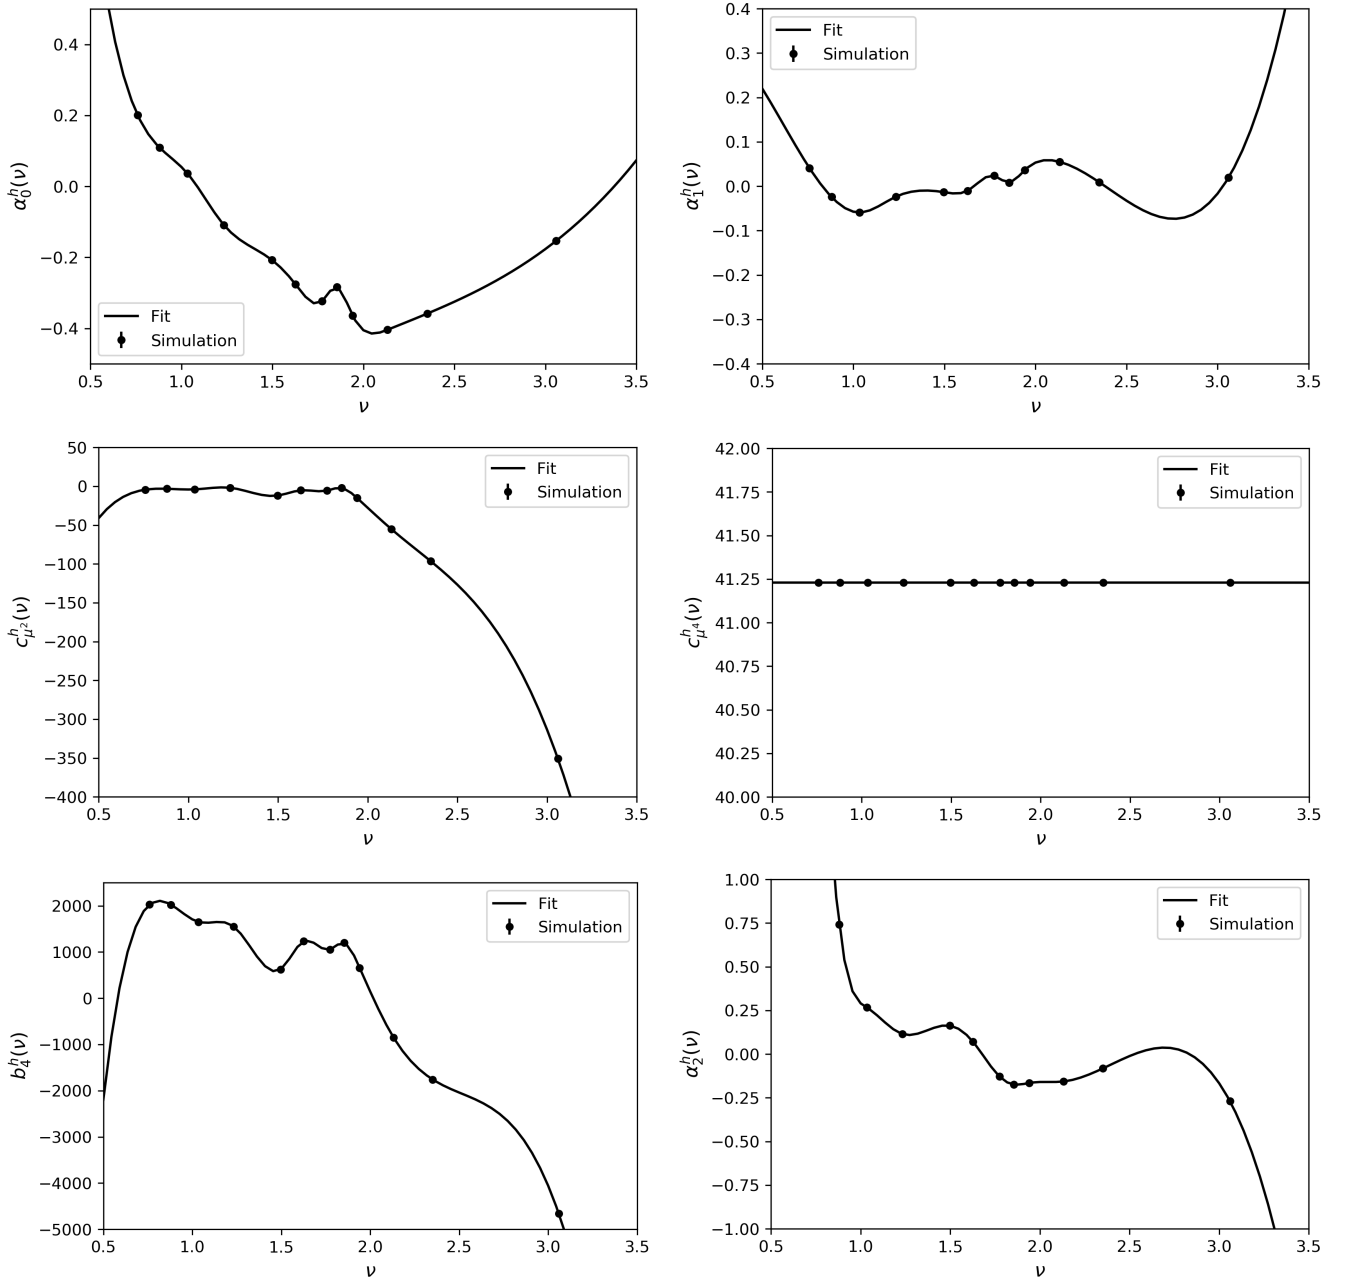 α₀ʰ(ν)
0.4
0.2
0.0
−0.2
−0.4
Fit
Simulation
0.5 1.0 1.5 2.0 2.5 3.0 3.5
ν
α₁ʰ(ν)
0.4
0.3
0.2
0.1
0.0
−0.1
−0.2
−0.3
−0.4
Fit
Simulation
0.5 1.0 1.5 2.0 2.5 3.0 3.5
ν
c^h_{μ²}(ν)
50
0
−50
−100
−150
−200
−250
−300
−350
−400
Fit
Simulation
0.5 1.0 1.5 2.0 2.5 3.0 3.5
ν
c^h_{μ⁴}(ν)
42.00
41.75
41.50
41.25
41.00
40.75
40.50
40.25
40.00
Fit
Simulation
0.5 1.0 1.5 2.0 2.5 3.0 3.5
ν
b₄ʰ(ν)
2000
1000
0
−1000
−2000
−3000
−4000
−5000
Fit
Simulation
0.5 1.0 1.5 2.0 2.5 3.0 3.5
ν
α₂ʰ(ν)
1.00
0.75
0.50
0.25
0.00
−0.25
−0.50
−0.75
−1.00
Fit
Simulation
0.5 1.0 1.5 2.0 2.5 3.0 3.5
ν